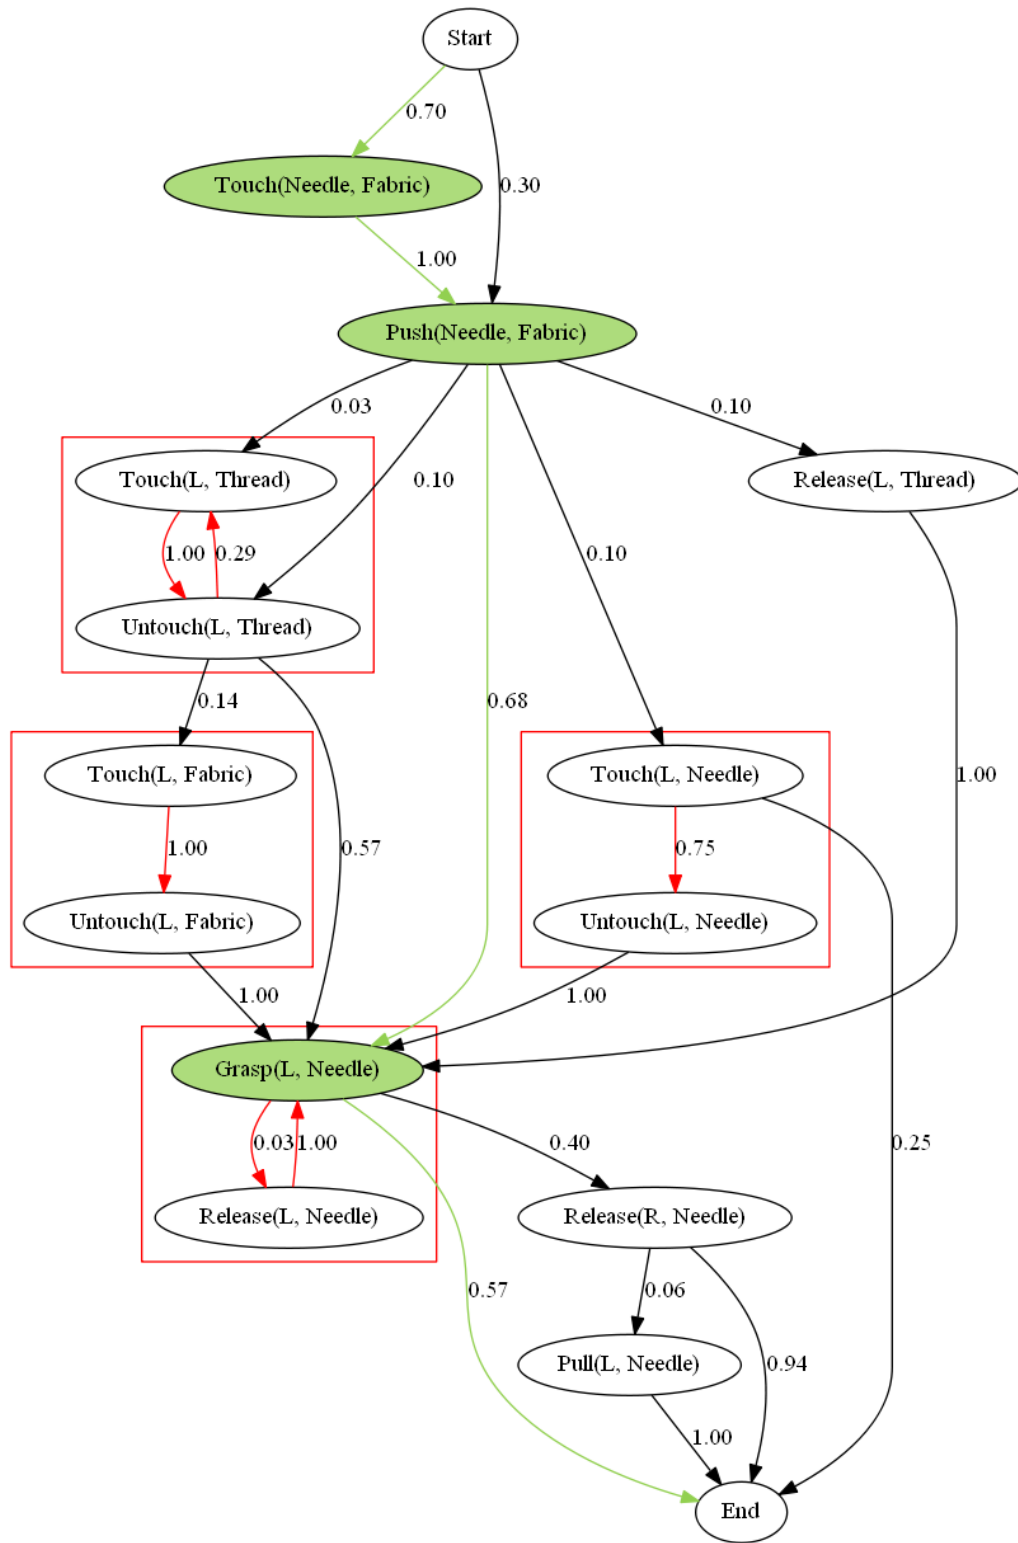 Start
0.70
Touch(Needle, Fabric)
0.30
1.00
Push(Needle, Fabric)
0.03
0.10
Touch(L, Thread)
0.10
Release(L, Thread)
1.00
0.29
0.10
Untouch(L, Thread)
0.14
0.68
Touch(L, Fabric)
Touch(L, Needle)
1.00
1.00
0.57
0.75
Untouch(L, Fabric)
Untouch(L, Needle)
1.00
1.00
Grasp(L, Needle)
0.03
1.00
0.40
0.25
Release(L, Needle)
Release(R, Needle)
0.57
0.06
Pull(L, Needle)
0.94
1.00
End